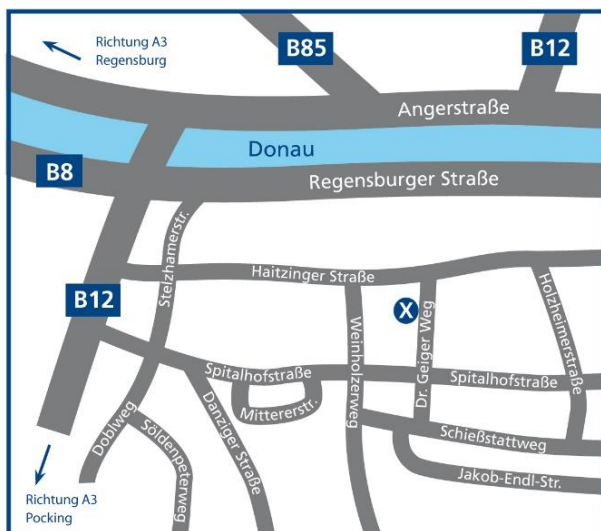 Richtung A3
Regensburg
B85
B12
Angerstraße
Donau
B8
Regensburger Straße
Stelzhamerstr.
Haitzinger Straße
B12
X
Weinholzerweg
Dr. Geiger Weg
Holzheimerstraße
Spitalhofstraße
Spitalhofstraße
Mittererstr.
Danziger Straße
Doblweg
Söldenpeterweg
Schießstattweg
Jakob-Endl-Str.
Richtung A3
Pocking